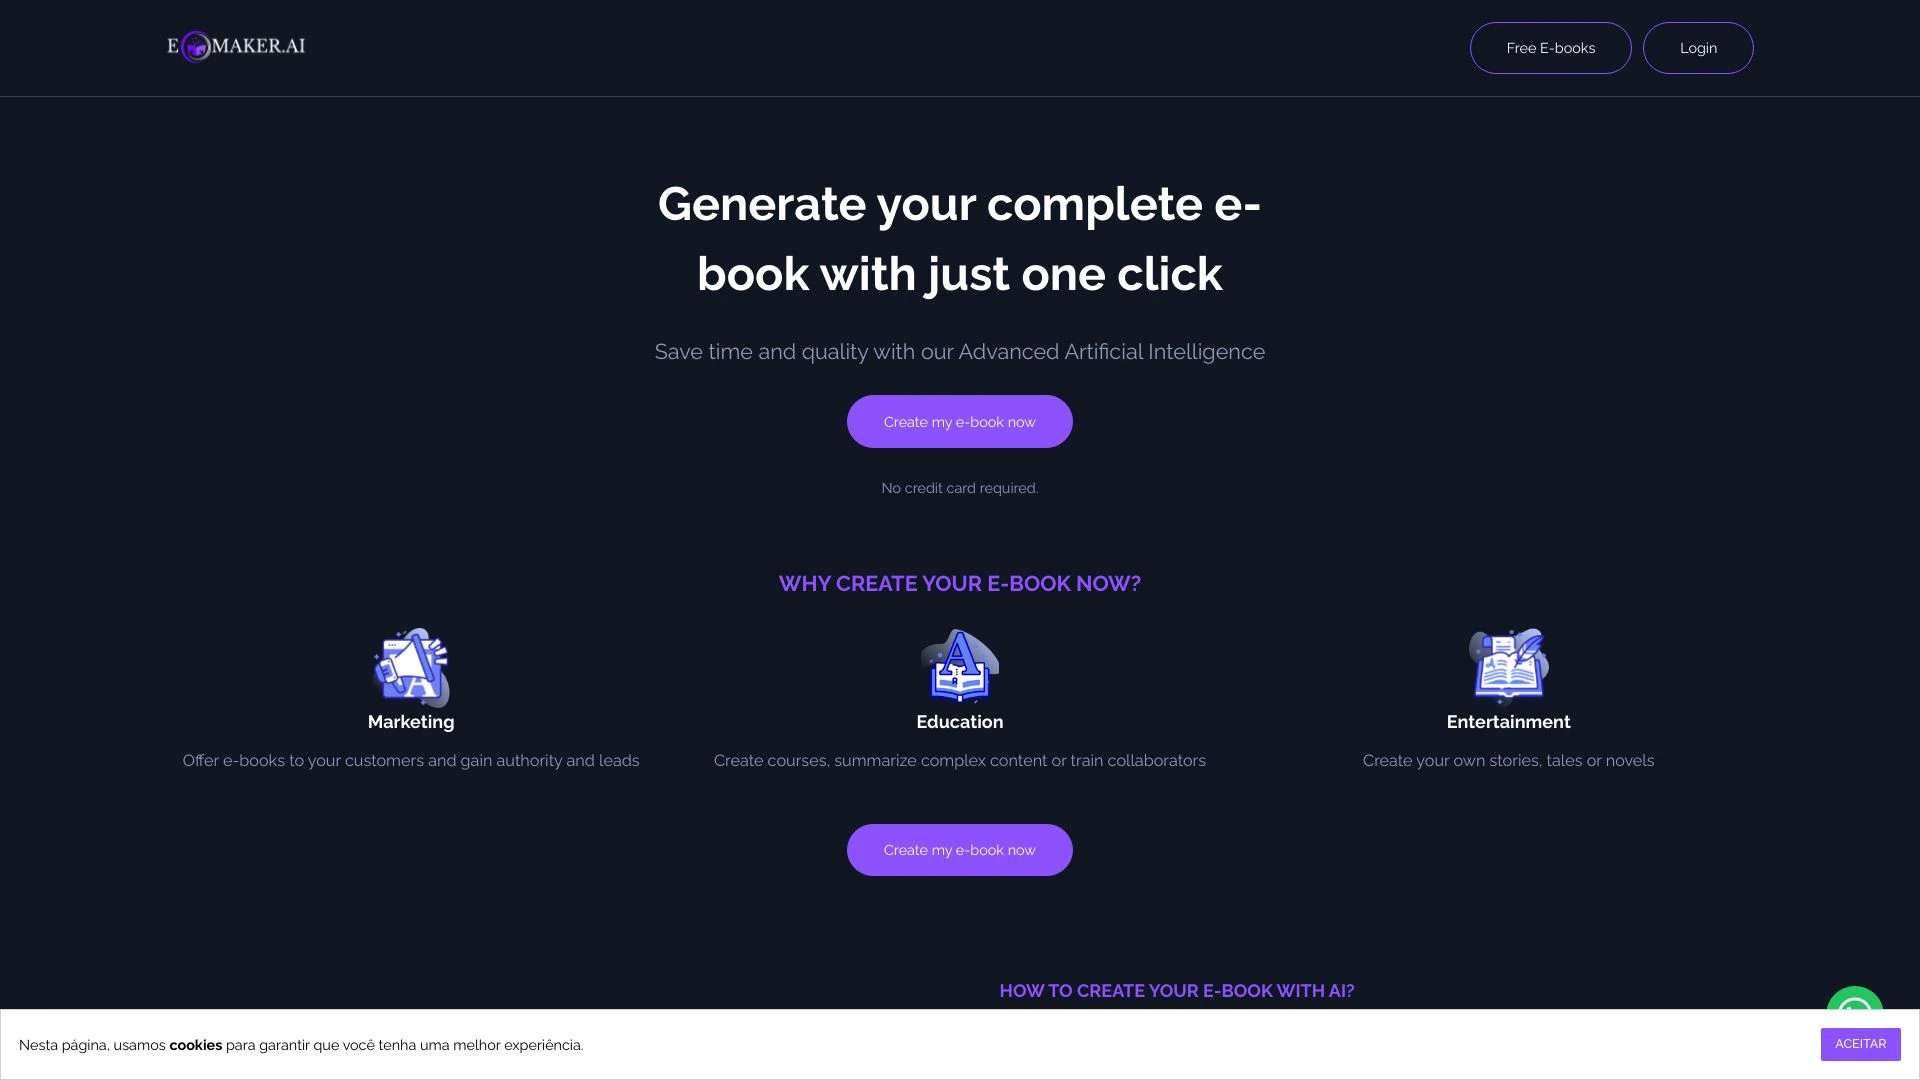 E MAKER.AI
Free E-books
Login
Generate your complete e-
book with just one click
Save time and quality with our Advanced Artificial Intelligence
Create my e-book now
No credit card required.
WHY CREATE YOUR E-BOOK NOW?
Marketing
Education
Entertainment
Offer e-books to your customers and gain authority and leads
Create courses, summarize complex content or train collaborators
Create your own stories, tales or novels
Create my e-book now
HOW TO CREATE YOUR E-BOOK WITH AI?
Nesta página, usamos cookies para garantir que você tenha uma melhor experiência.
ACEITAR